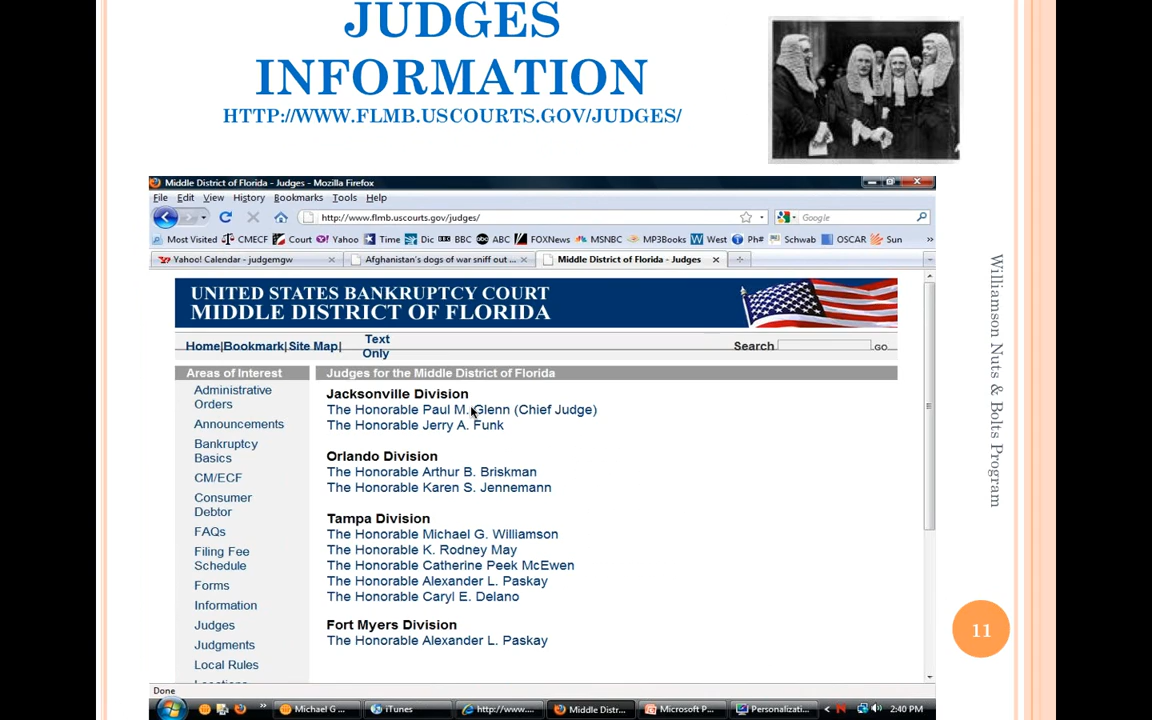 JUDGES
INFORMATION
HTTP://WWW.FLMB.USCOURTS.GOV/JUDGES/
Middle District of Florida - Judges - Mozilla Firefox
File Edit View History Bookmarks Tools Help
http://www.flmb.uscourts.gov/judges/
Google
Most Visited CMECF Court Yahoo Time Dic BBC ABC FOXNews MSNBC MP3Books West Ph# Schwab OSCAR Sun »
Yahoo! Calendar - judgemgw
Afghanistan's dogs of war sniff out ...
Middle District of Florida - Judges
UNITED STATES BANKRUPTCY COURT
MIDDLE DISTRICT OF FLORIDA
Home|Bookmark|Site Map|
Text
Only
Search
GO
Areas of Interest
Administrative
Orders
Announcements
Bankruptcy
Basics
CM/ECF
Consumer
Debtor
FAQs
Filing Fee
Schedule
Forms
Information
Judges
Judgments
Local Rules
Judges for the Middle District of Florida
Jacksonville Division
The Honorable Paul M. Glenn (Chief Judge)
The Honorable Jerry A. Funk
Orlando Division
The Honorable Arthur B. Briskman
The Honorable Karen S. Jennemann
Tampa Division
The Honorable Michael G. Williamson
The Honorable K. Rodney May
The Honorable Catherine Peek McEwen
The Honorable Alexander L. Paskay
The Honorable Caryl E. Delano
Fort Myers Division
The Honorable Alexander L. Paskay
Done
Michael G ...
iTunes
http://www....
Middle Distr...
Microsoft P...
Personalizati...
2:40 PM
Williamson Nuts & Bolts Program
11